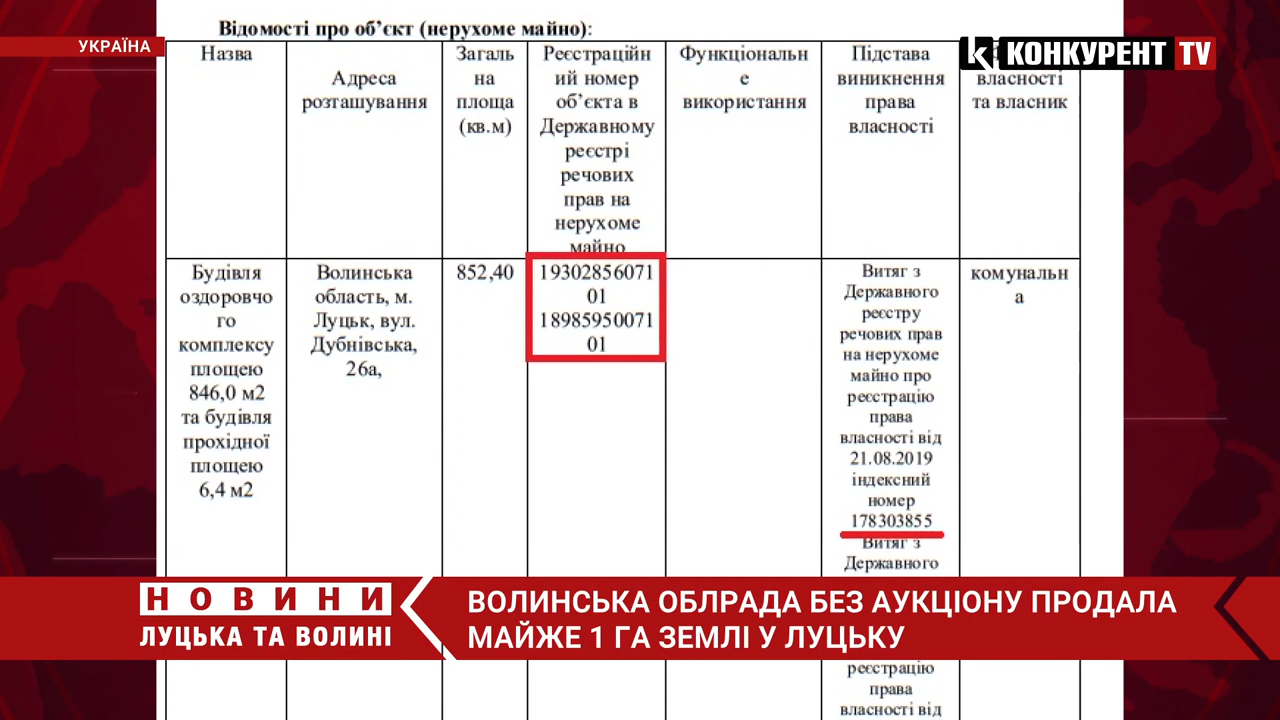 Відомості про об’єкт (нерухоме майно):
УКРАЇНА
КОНКУРЕНТ TV
Назва
Адреса
розташування
Загаль
на
площа
(кв.м)
Реєстраційн
ий номер
об’єкта в
Державному
реєстрі
речових
прав на
нерухоме
майно
Функціональн
е
використання
Підстава
виникнення
права
власності
власності
та власник
Будівля
оздоровчо
го
комплексу
площею
846,0 м2
та будівля
прохідної
площею
6,4 м2
Волинська
область, м.
Луцьк, вул.
Дубнівська,
26а,
852,40
19302856071
01
18985950071
01
Витяг з
Державного
реєстру
речових прав
на нерухоме
майно про
реєстрацію
права
власності від
21.08.2019
індексний
номер
178303855
Витяг з
Державного
комунальн
а
НОВИНИ
ЛУЦЬКА ТА ВОЛИНІ
ВОЛИНСЬКА ОБЛРАДА БЕЗ АУКЦІОНУ ПРОДАЛА
МАЙЖЕ 1 ГА ЗЕМЛІ У ЛУЦЬКУ
реєстрацію
права
власності від